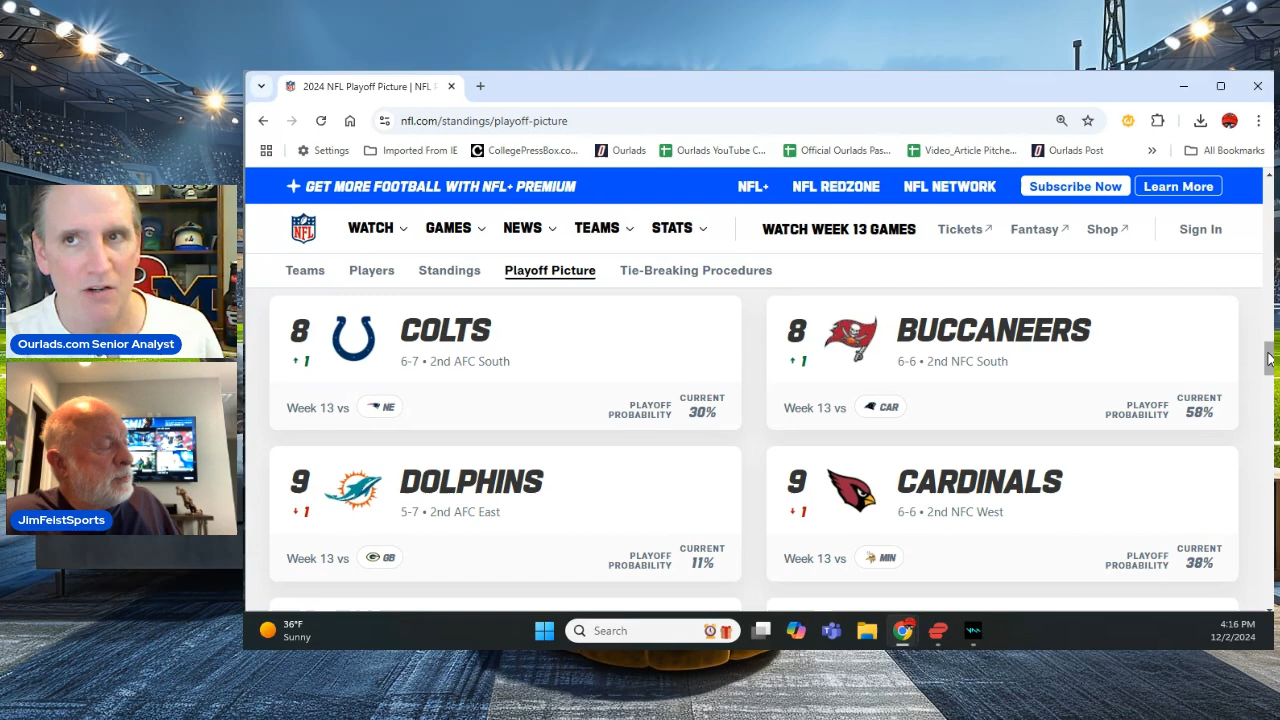 2024 NFL Playoff Picture | NFL
nfl.com/standings/playoff-picture
Settings
Imported From IE
CollegePressBox.co...
Ourlads
Ourlads YouTube C...
Official Ourlads Pas...
Video_Article Pitche...
Ourlads Post
All Bookmarks
GET MORE FOOTBALL WITH NFL+ PREMIUM
NFL+
NFL REDZONE
NFL NETWORK
Subscribe Now
Learn More
NFL
WATCH
GAMES
NEWS
TEAMS
STATS
WATCH WEEK 13 GAMES
Tickets
Fantasy
Shop
Sign In
Teams
Players
Standings
Playoff Picture
Tie-Breaking Procedures
8
↑ 1
COLTS
6-7 • 2nd AFC South
Week 13 vs
NE
PLAYOFF
PROBABILITY
CURRENT
30%
8
↑ 1
BUCCANEERS
6-6 • 2nd NFC South
Week 13 vs
CAR
PLAYOFF
PROBABILITY
CURRENT
58%
9
↓ 1
DOLPHINS
5-7 • 2nd AFC East
Week 13 vs
GB
PLAYOFF
PROBABILITY
CURRENT
11%
9
↓ 1
CARDINALS
6-6 • 2nd NFC West
Week 13 vs
MIN
PLAYOFF
PROBABILITY
CURRENT
38%
Ourlads.com Senior Analyst
JimFeistSports
36°F
Sunny
Search
4:16 PM
12/2/2024